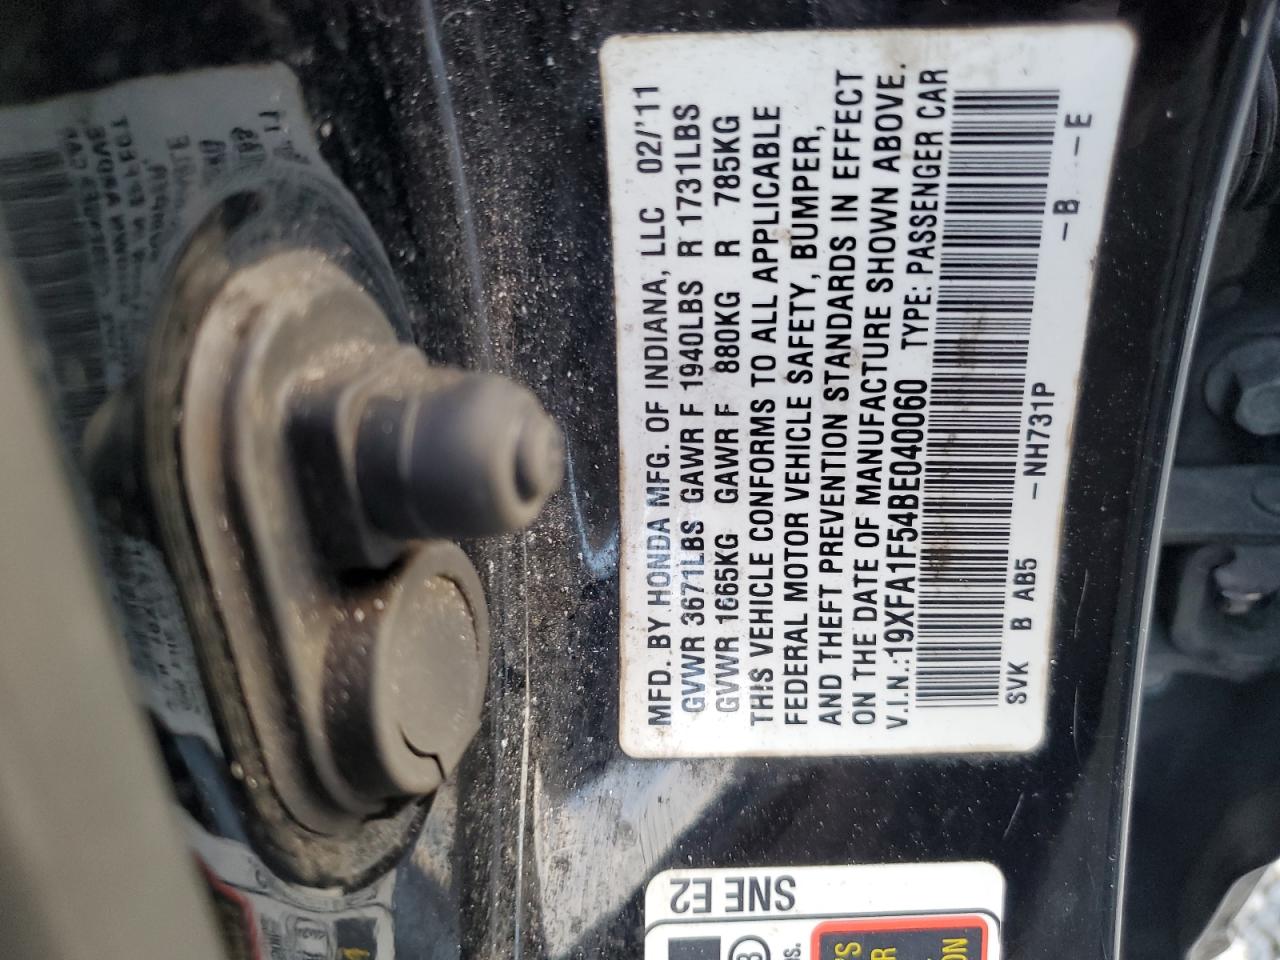 MFD. BY HONDA MFG. OF INDIANA, LLC 02/'11
GVWR 3671LBS GAWR F 1940LBS R 1731LBS
GVWR 1665KG GAWR F 880KG R 785KG
THIS VEHICLE CONFORMS TO ALL APPLICABLE
FEDERAL MOTOR VEHICLE SAFETY, BUMPER,
AND THEFT PREVENTION STANDARDS IN EFFECT
ON THE DATE OF MANUFACTURE SHOWN ABOVE.
V.I.N.:19XFA1F54BE040060 TYPE: PASSENGER CAR
SVK B AB5 –NH731P –B –E
SNE E2